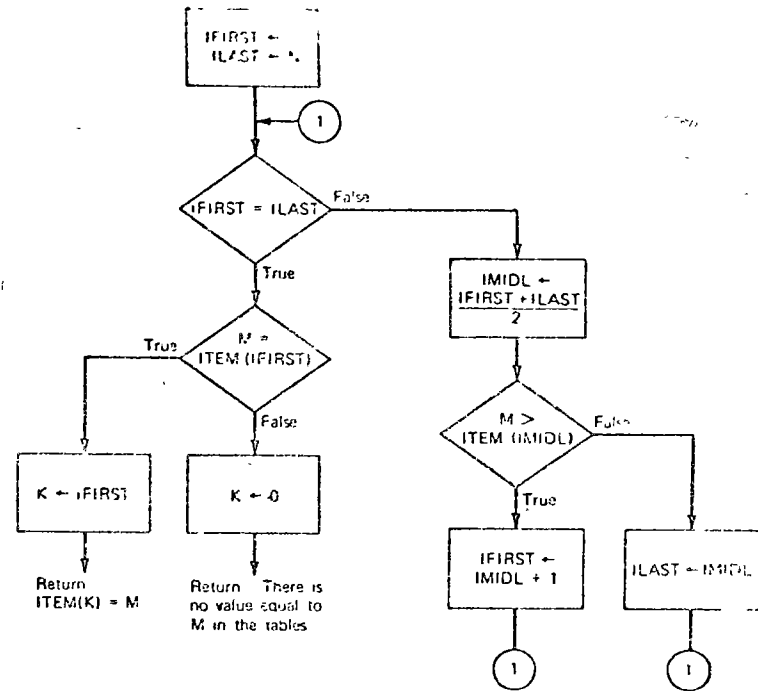 IFIRST ←
ILAST ← N
1
IFIRST = ILAST
False
True
IMIDL ←
IFIRST + ILAST
2
M =
ITEM (IFIRST)
True
False
M >
ITEM (IMIDL)
False
True
K ← IFIRST
K ← 0
IFIRST ←
IMIDL + 1
ILAST ← IMIDL
Return
ITEM(K) = M
Return There is
no value equal to
M in the tables
1
1